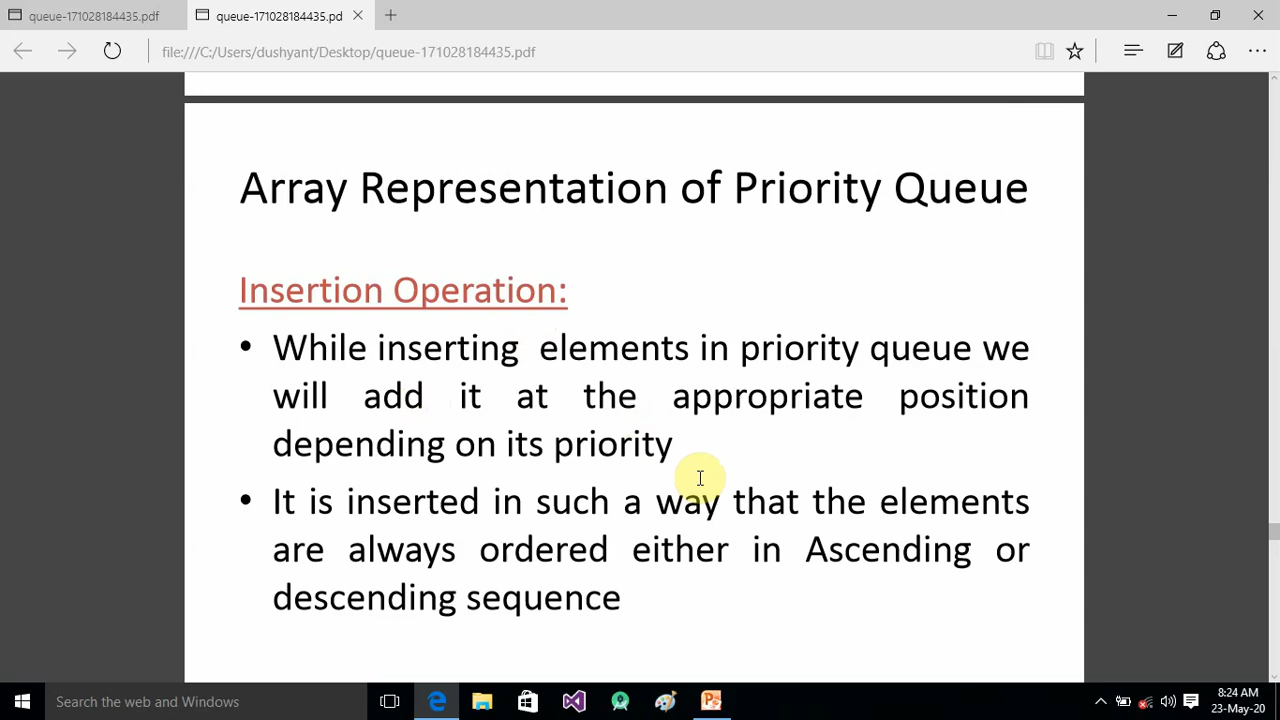 queue-171028184435.pdf
queue-171028184435.pd
file:///C:/Users/dushyant/Desktop/queue-171028184435.pdf
Array Representation of Priority Queue
Insertion Operation:
• While inserting elements in priority queue we
will add it at the appropriate position
depending on its priority
• It is inserted in such a way that the elements
are always ordered either in Ascending or
descending sequence
Search the web and Windows
8:24 AM
23-May-20